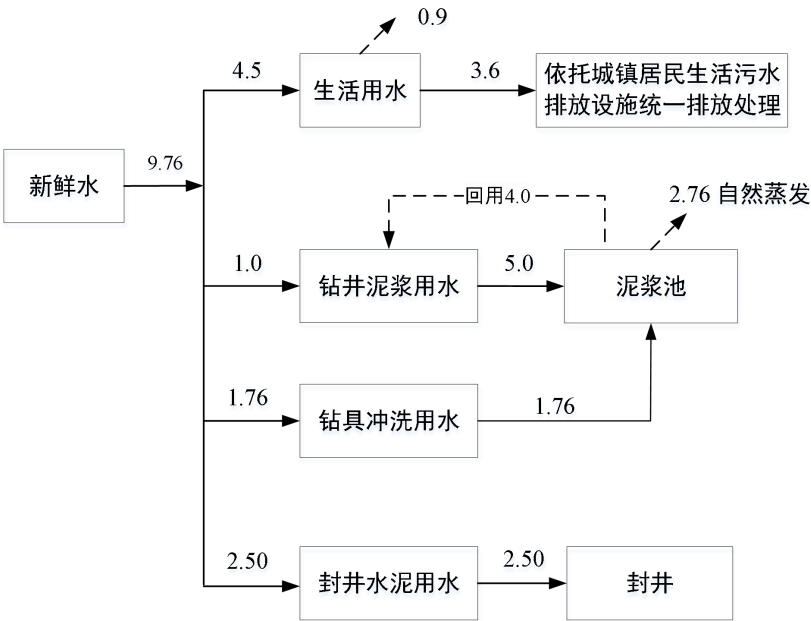 0.9
4.5
生活用水
3.6
依托城镇居民生活污水
排放设施统一排放处理
新鲜水
9.76
回用4.0
2.76 自然蒸发
1.0
钻井泥浆用水
5.0
泥浆池
1.76
钻具冲洗用水
1.76
2.50
封井水泥用水
2.50
封井